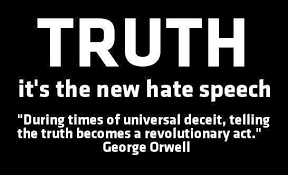 TRUTH
it's the new hate speech
"During times of universal deceit, telling
the truth becomes a revolutionary act."
George Orwell